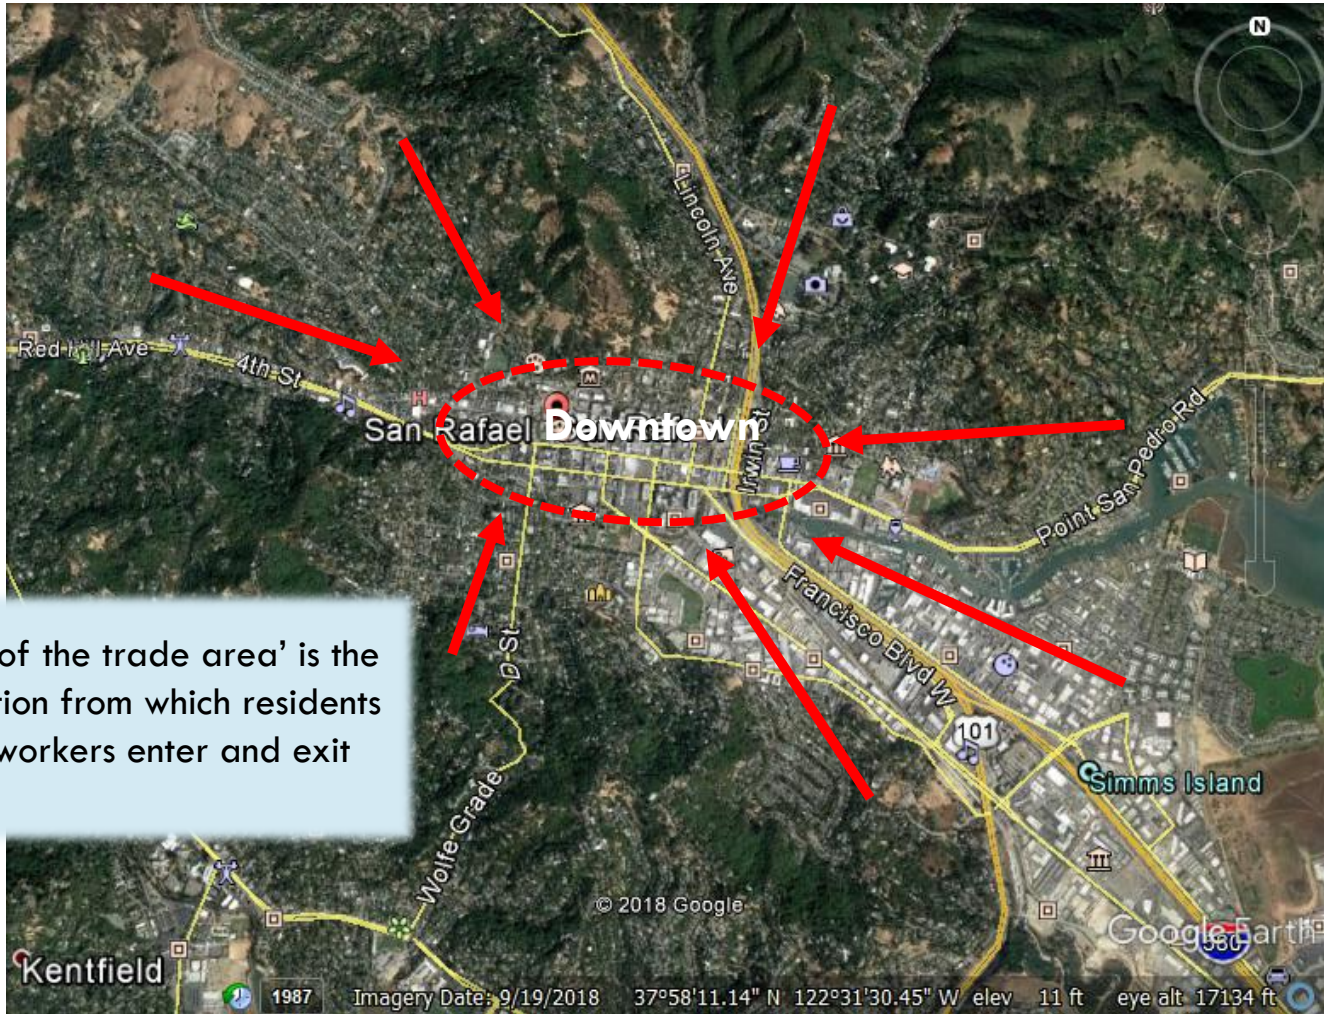 N
Lincoln Ave
Red Hill Ave
4th St
San Rafael
Downtown
Irwin St
Point San Pedro Rd
H
M
Francisco Blvd W
of the trade area’ is the
tion from which residents
workers enter and exit
D St
101
Simms Island
Wolfe Grade
© 2018 Google
Google Earth
580
Kentfield
1987 Imagery Date: 9/19/2018 37°58'11.14" N 122°31'30.45" W elev 11 ft eye alt 17134 ft